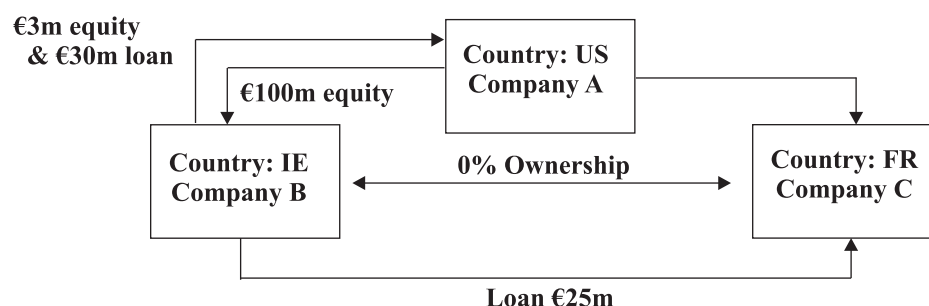 €3m equity
& €30m loan
Country: US
Company A
€100m equity
Country: IE
Company B
0% Ownership
Country: FR
Company C
Loan €25m